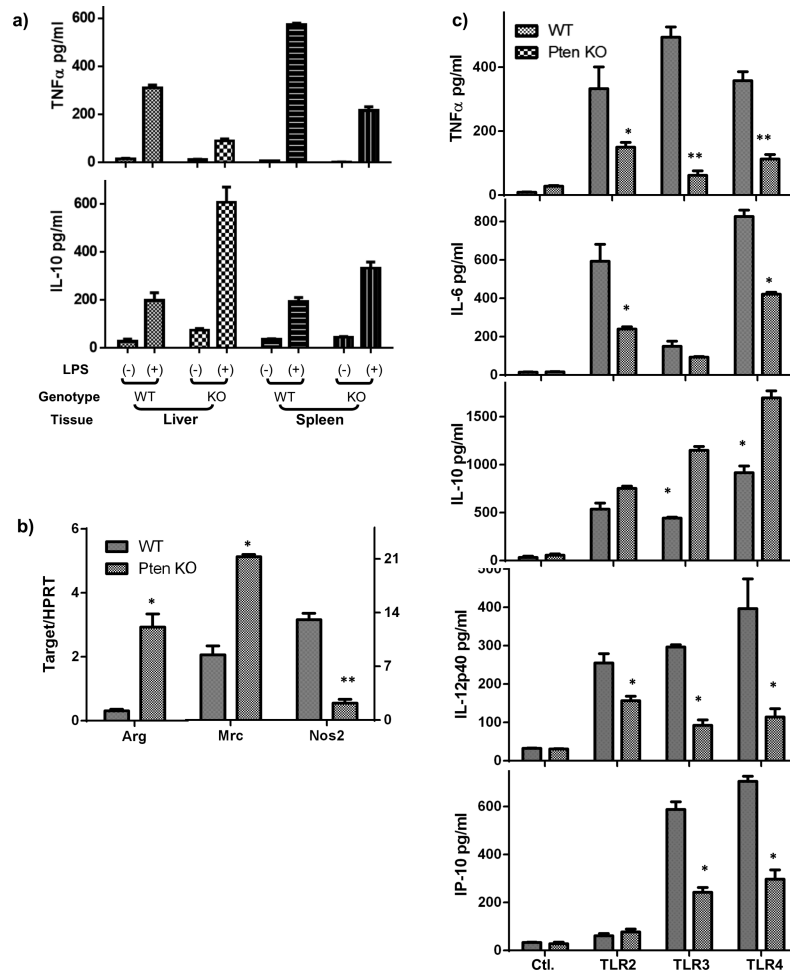 a)
TNFα pg/ml
600
400
200
0
IL-10 pg/ml
600
400
200
0
LPS (-) (+) (-) (+) (-) (+) (-) (+)
Genotype WT KO WT KO
Tissue Liver Spleen
b)
Target/HPRT
6
4
2
0
WT
Pten KO
*
*
**
21
14
7
0
Arg Mrc Nos2
c)
WT
Pten KO
TNFα pg/ml
400
200
0
*
**
**
IL-6 pg/ml
800
600
400
200
0
*
*
IL-10 pg/ml
1500
1000
500
0
*
*
IL-12p40 pg/ml
500
400
300
200
100
0
*
*
*
IP-10 pg/ml
600
400
200
0
*
*
Ctl. TLR2 TLR3 TLR4